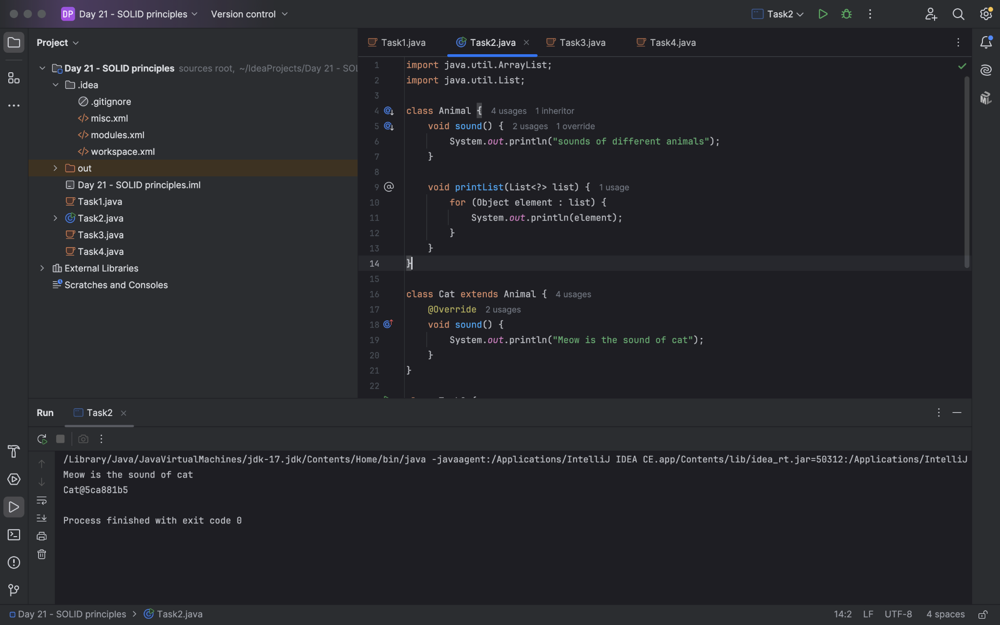 DP Day 21 - SOLID principles Version control Task2
Project
Day 21 - SOLID principles sources root, ~/IdeaProjects/Day 21 - SOL
.idea
.gitignore
misc.xml
modules.xml
workspace.xml
out
Day 21 - SOLID principles.iml
Task1.java
Task2.java
Task3.java
Task4.java
External Libraries
Scratches and Consoles
Task1.java Task2.java Task3.java Task4.java
1 import java.util.ArrayList;
2 import java.util.List;
3
4 class Animal { 4 usages 1 inheritor
5 void sound() { 2 usages 1 override
6 System.out.println("sounds of different animals");
7 }
8
9 void printList(List<?> list) { 1 usage
10 for (Object element : list) {
11 System.out.println(element);
12 }
13 }
14 }
15
16 class Cat extends Animal { 4 usages
17 @Override 2 usages
18 void sound() {
19 System.out.println("Meow is the sound of cat");
20 }
21 }
22
Run Task2
/Library/Java/JavaVirtualMachines/jdk-17.jdk/Contents/Home/bin/java -javaagent:/Applications/IntelliJ IDEA CE.app/Contents/lib/idea_rt.jar=50312:/Applications/IntelliJ
Meow is the sound of cat
Cat@5ca881b5
Process finished with exit code 0
Day 21 - SOLID principles > Task2.java 14:2 LF UTF-8 4 spaces